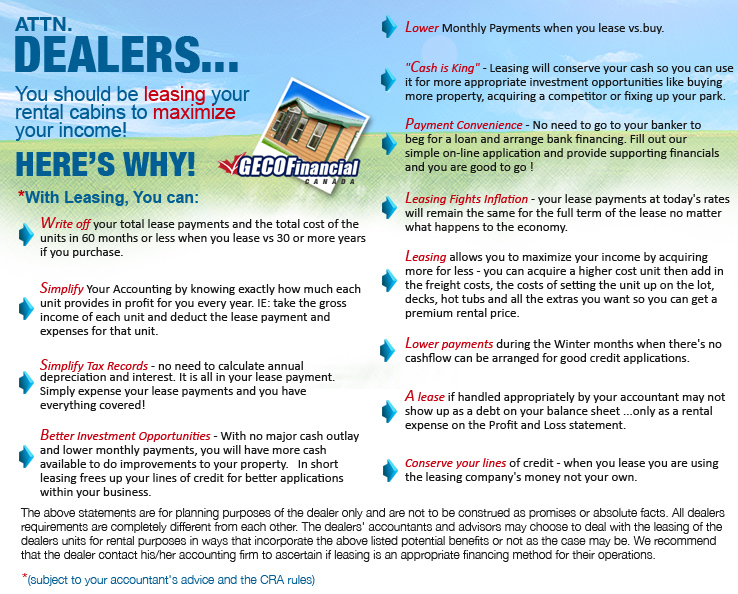 ATTN.
DEALERS...
You should be leasing your
rental cabins to maximize
your income!
HERE'S WHY!
GECOFinancial
CANADA
*With Leasing, You can:
Write off your total lease payments and the total cost of the
units in 60 months or less when you lease vs 30 or more years
if you purchase.
Simplify Your Accounting by knowing exactly how much each
unit provides in profit for you every year. IE: take the gross
income of each unit and deduct the lease payment and
expenses for that unit.
Simplify Tax Records - no need to calculate annual
depreciation and interest. It is all in your lease payment.
Simply expense your lease payments and you have
everything covered!
Better Investment Opportunities - With no major cash outlay
and lower monthly payments, you will have more cash
available to do improvements to your property. In short
leasing frees up your lines of credit for better applications
within your business.
Lower Monthly Payments when you lease vs.buy.
"Cash is King" - Leasing will conserve your cash so you can use
it for more appropriate investment opportunities like buying
more property, acquiring a competitor or fixing up your park.
Payment Convenience - No need to go to your banker to
beg for a loan and arrange bank financing. Fill out our
simple on-line application and provide supporting financials
and you are good to go !
Leasing Fights Inflation - your lease payments at today's rates
will remain the same for the full term of the lease no matter
what happens to the economy.
Leasing allows you to maximize your income by acquiring
more for less - you can acquire a higher cost unit then add in
the freight costs, the costs of setting the unit up on the lot,
decks, hot tubs and all the extras you want so you can get a
premium rental price.
Lower payments during the Winter months when there's no
cashflow can be arranged for good credit applications.
A lease if handled appropriately by your accountant may not
show up as a debt on your balance sheet ...only as a rental
expense on the Profit and Loss statement.
Conserve your lines of credit - when you lease you are using
the leasing company's money not your own.
The above statements are for planning purposes of the dealer only and are not to be construed as promises or absolute facts. All dealers
requirements are completely different from each other. The dealers' accountants and advisors may choose to deal with the leasing of the
dealers units for rental purposes in ways that incorporate the above listed potential benefits or not as the case may be. We recommend
that the dealer contact his/her accounting firm to ascertain if leasing is an appropriate financing method for their operations.
*(subject to your accountant's advice and the CRA rules)